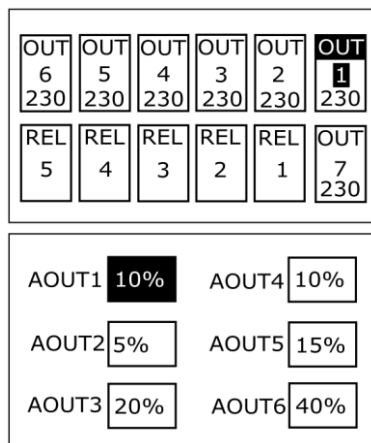 OUT OUT OUT OUT OUT OUT
6 5 4 3 2 1
230 230 230 230 230 230
REL REL REL REL REL OUT
5 4 3 2 1 7
230
AOUT1 10% AOUT4 10%
AOUT2 5% AOUT5 15%
AOUT3 20% AOUT6 40%